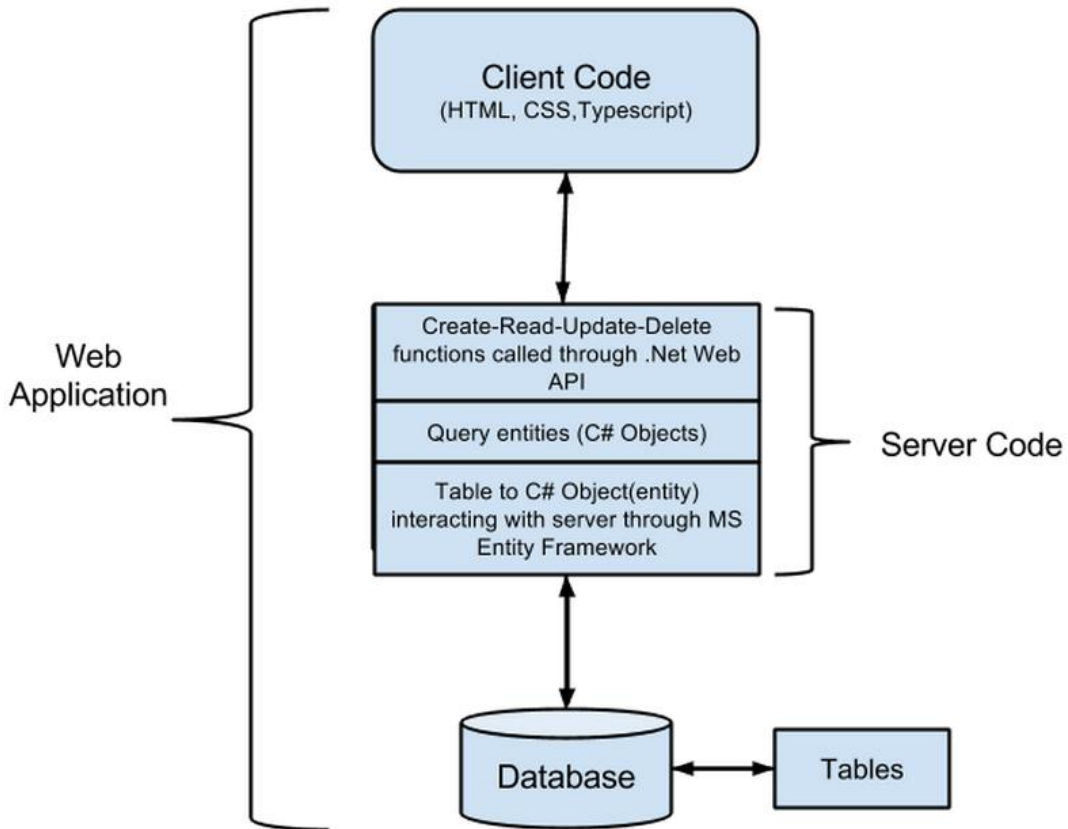 Client Code
(HTML, CSS,Typescript)
Web
Application
Create-Read-Update-Delete
functions called through .Net Web
API
Query entities (C# Objects)
Table to C# Object(entity)
interacting with server through MS
Entity Framework
Server Code
Database
Tables